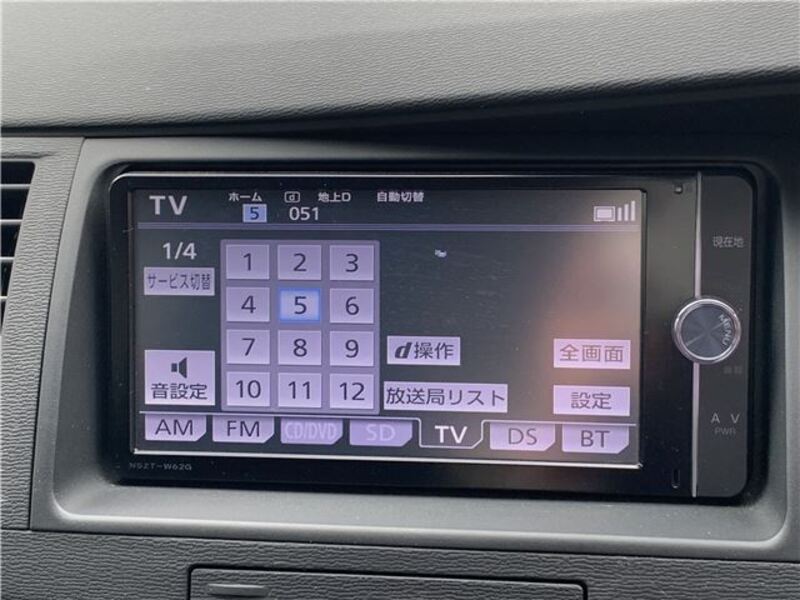 TV ホーム d 地上D 自動切替
5 051
1/4
サービス切替
1 2 3
4 5 6
7 8 9
10 11 12
音設定
d操作
放送局リスト
全画面
設定
AM FM CD/DVD SD TV DS BT
NSZT-W62G
現在地
MENU
AV
PWR